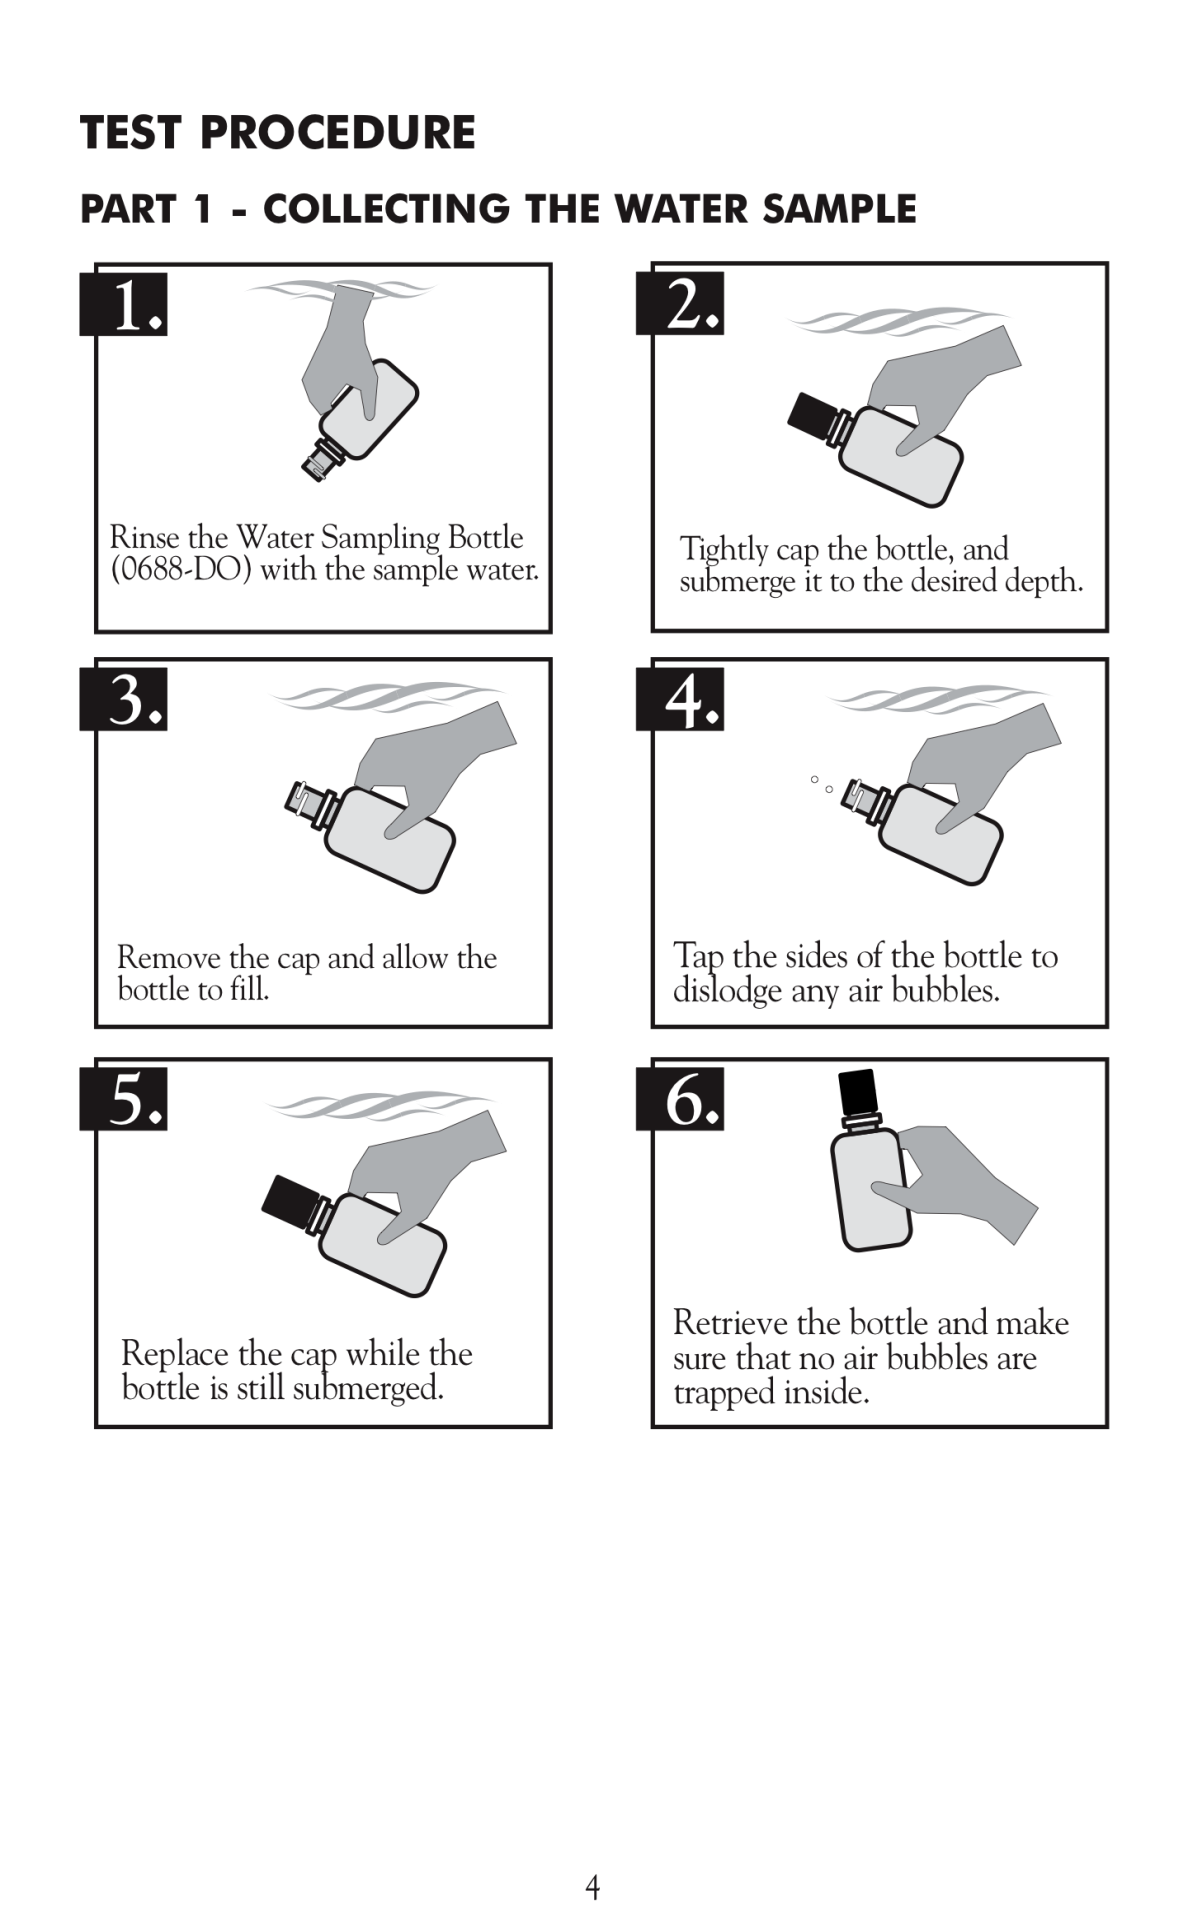 TEST PROCEDURE
PART 1 - COLLECTING THE WATER SAMPLE
1.
Rinse the Water Sampling Bottle
(0688-DO) with the sample water.
2.
Tightly cap the bottle, and
submerge it to the desired depth.
3.
Remove the cap and allow the
bottle to fill.
4.
Tap the sides of the bottle to
dislodge any air bubbles.
5.
Replace the cap while the
bottle is still submerged.
6.
Retrieve the bottle and make
sure that no air bubbles are
trapped inside.
4